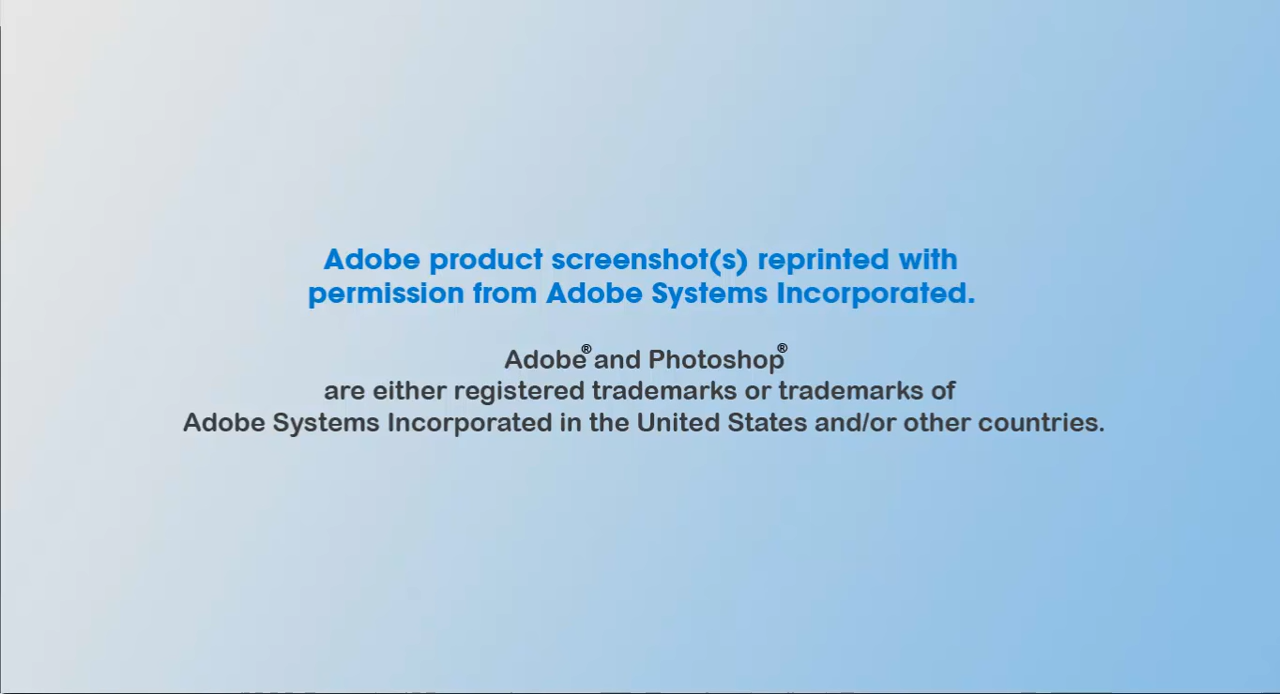 Adobe product screenshot(s) reprinted with
permission from Adobe Systems Incorporated.
Adobe® and Photoshop®
are either registered trademarks or trademarks of
Adobe Systems Incorporated in the United States and/or other countries.